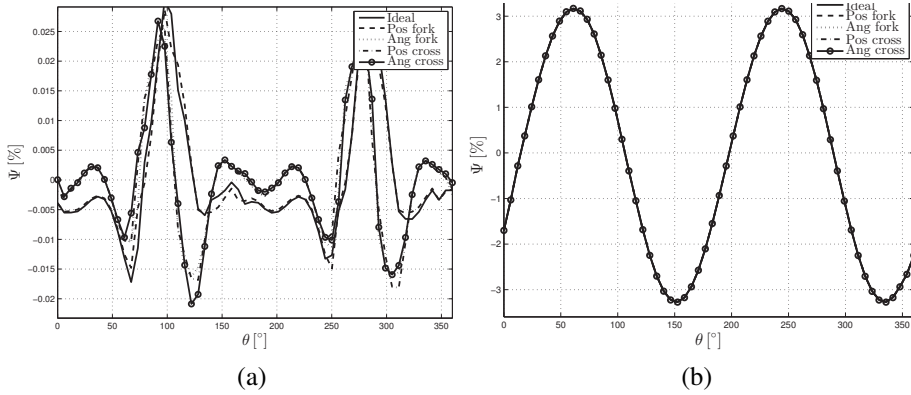 Ideal
Pos fork
Ang fork
Pos cross
Ang cross
0.025
0.02
0.015
0.01
0.005
0
−0.005
−0.01
−0.015
−0.02
Ψ [%]
0 50 100 150 200 250 300 350
θ [°]
(a)
Ideal
Pos fork
Ang fork
Pos cross
Ang cross
3
2
1
0
−1
−2
−3
Ψ [%]
0 50 100 150 200 250 300 350
θ [°]
(b)